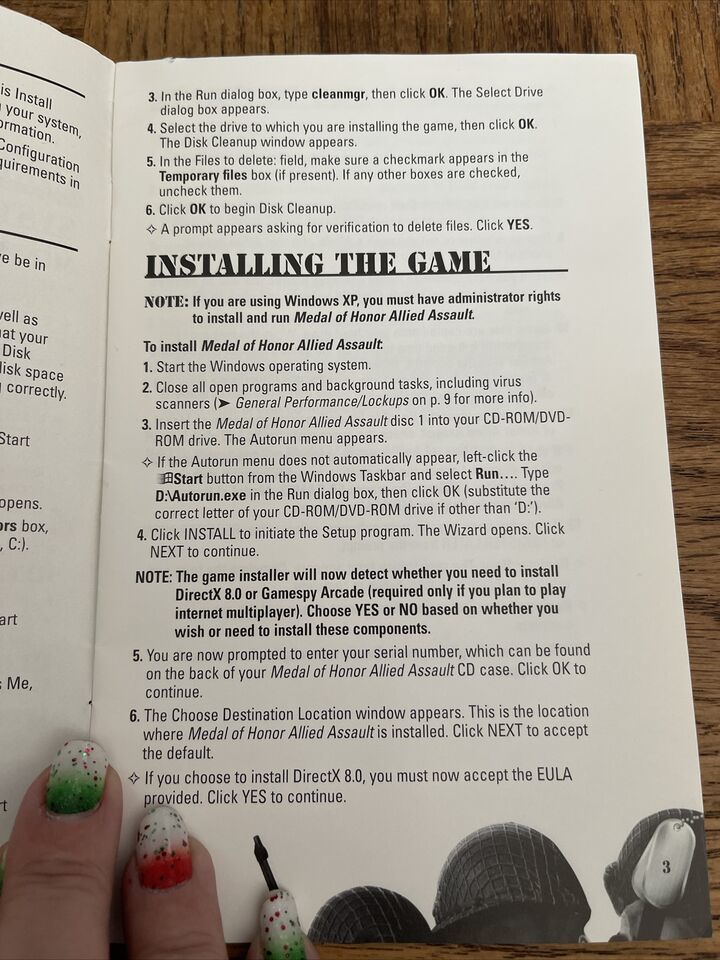 is Install
your system,
ormation.
Configuration
quirements in
ve be in
vell as
at your
Disk
disk space
correctly.
Start
opens.
ors box,
, C:).
art
s Me,
rt
3. In the Run dialog box, type cleanmgr, then click OK. The Select Drive
dialog box appears.
4. Select the drive to which you are installing the game, then click OK.
The Disk Cleanup window appears.
5. In the Files to delete: field, make sure a checkmark appears in the
Temporary files box (if present). If any other boxes are checked,
uncheck them.
6. Click OK to begin Disk Cleanup.
✧ A prompt appears asking for verification to delete files. Click YES.
INSTALLING THE GAME
NOTE: If you are using Windows XP, you must have administrator rights
to install and run Medal of Honor Allied Assault.
To install Medal of Honor Allied Assault:
1. Start the Windows operating system.
2. Close all open programs and background tasks, including virus
scanners (➤ General Performance/Lockups on p. 9 for more info).
3. Insert the Medal of Honor Allied Assault disc 1 into your CD-ROM/DVD-
ROM drive. The Autorun menu appears.
✧ If the Autorun menu does not automatically appear, left-click the
Start button from the Windows Taskbar and select Run…. Type
D:\Autorun.exe in the Run dialog box, then click OK (substitute the
correct letter of your CD-ROM/DVD-ROM drive if other than ‘D:’).
4. Click INSTALL to initiate the Setup program. The Wizard opens. Click
NEXT to continue.
NOTE: The game installer will now detect whether you need to install
DirectX 8.0 or Gamespy Arcade (required only if you plan to play
internet multiplayer). Choose YES or NO based on whether you
wish or need to install these components.
5. You are now prompted to enter your serial number, which can be found
on the back of your Medal of Honor Allied Assault CD case. Click OK to
continue.
6. The Choose Destination Location window appears. This is the location
where Medal of Honor Allied Assault is installed. Click NEXT to accept
the default.
✧ If you choose to install DirectX 8.0, you must now accept the EULA
provided. Click YES to continue.
3